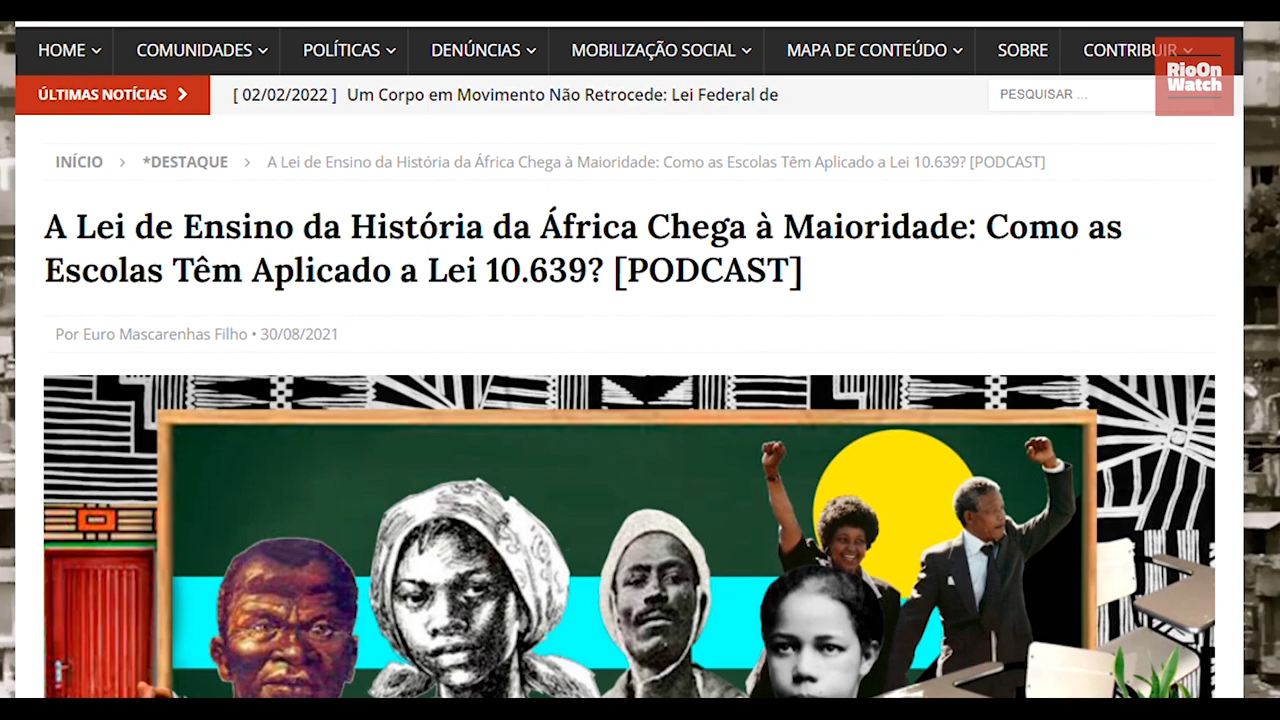 HOME COMUNIDADES POLÍTICAS DENÚNCIAS MOBILIZAÇÃO SOCIAL MAPA DE CONTEÚDO SOBRE CONTRIBUIR
RioOn
Watch
ÚLTIMAS NOTÍCIAS [ 02/02/2022 ] Um Corpo em Movimento Não Retrocede: Lei Federal de PESQUISAR ...
INÍCIO > *DESTAQUE > A Lei de Ensino da História da África Chega à Maioridade: Como as Escolas Têm Aplicado a Lei 10.639? [PODCAST]
A Lei de Ensino da História da África Chega à Maioridade: Como as
Escolas Têm Aplicado a Lei 10.639? [PODCAST]
Por Euro Mascarenhas Filho • 30/08/2021